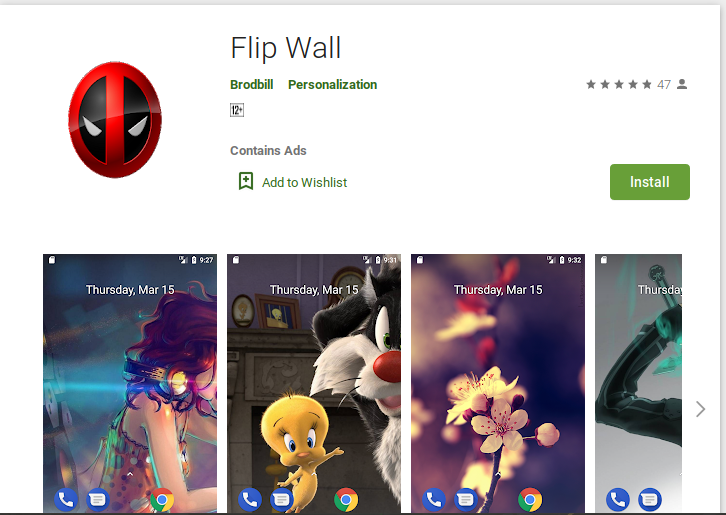 Flip Wall
Brodbill Personalization
47
12+
Contains Ads
Add to Wishlist
Install
9:27
Thursday, Mar 15
9:31
Thursday, Mar 15
9:32
Thursday, Mar 15
Thursday